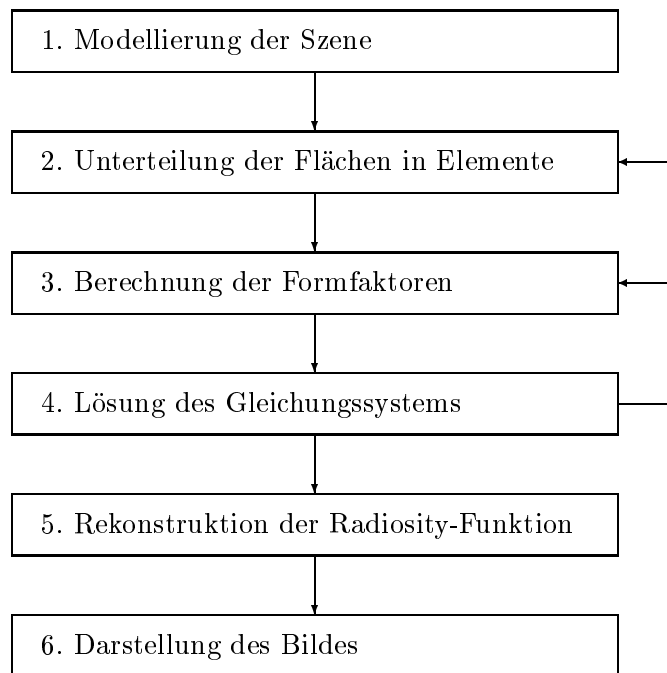 1. Modellierung der Szene
2. Unterteilung der Flächen in Elemente
3. Berechnung der Formfaktoren
4. Lösung des Gleichungssystems
5. Rekonstruktion der Radiosity-Funktion
6. Darstellung des Bildes